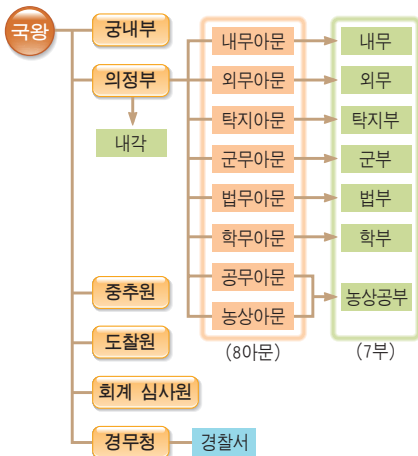 국왕
궁내부
의정부
내각
중추원
도찰원
회계 심사원
경무청
경찰서
내무아문
외무아문
탁지아문
군무아문
법무아문
학무아문
공무아문
농상아문
(8아문)
내무
외무
탁지부
군부
법부
학부
농상공부
(7부)